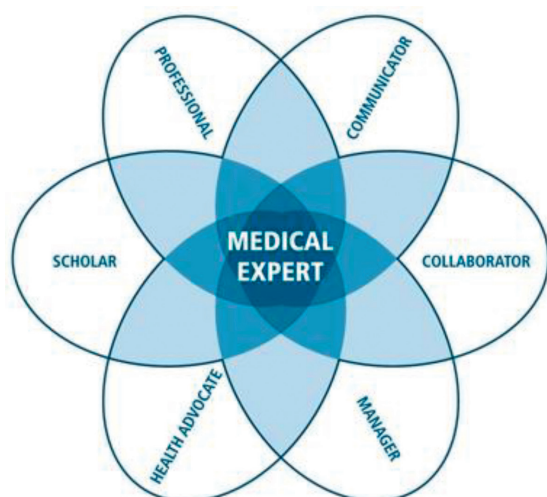 PROFESSIONAL
COMMUNICATOR
SCHOLAR
MEDICAL
EXPERT
COLLABORATOR
HEALTH ADVOCATE
MANAGER